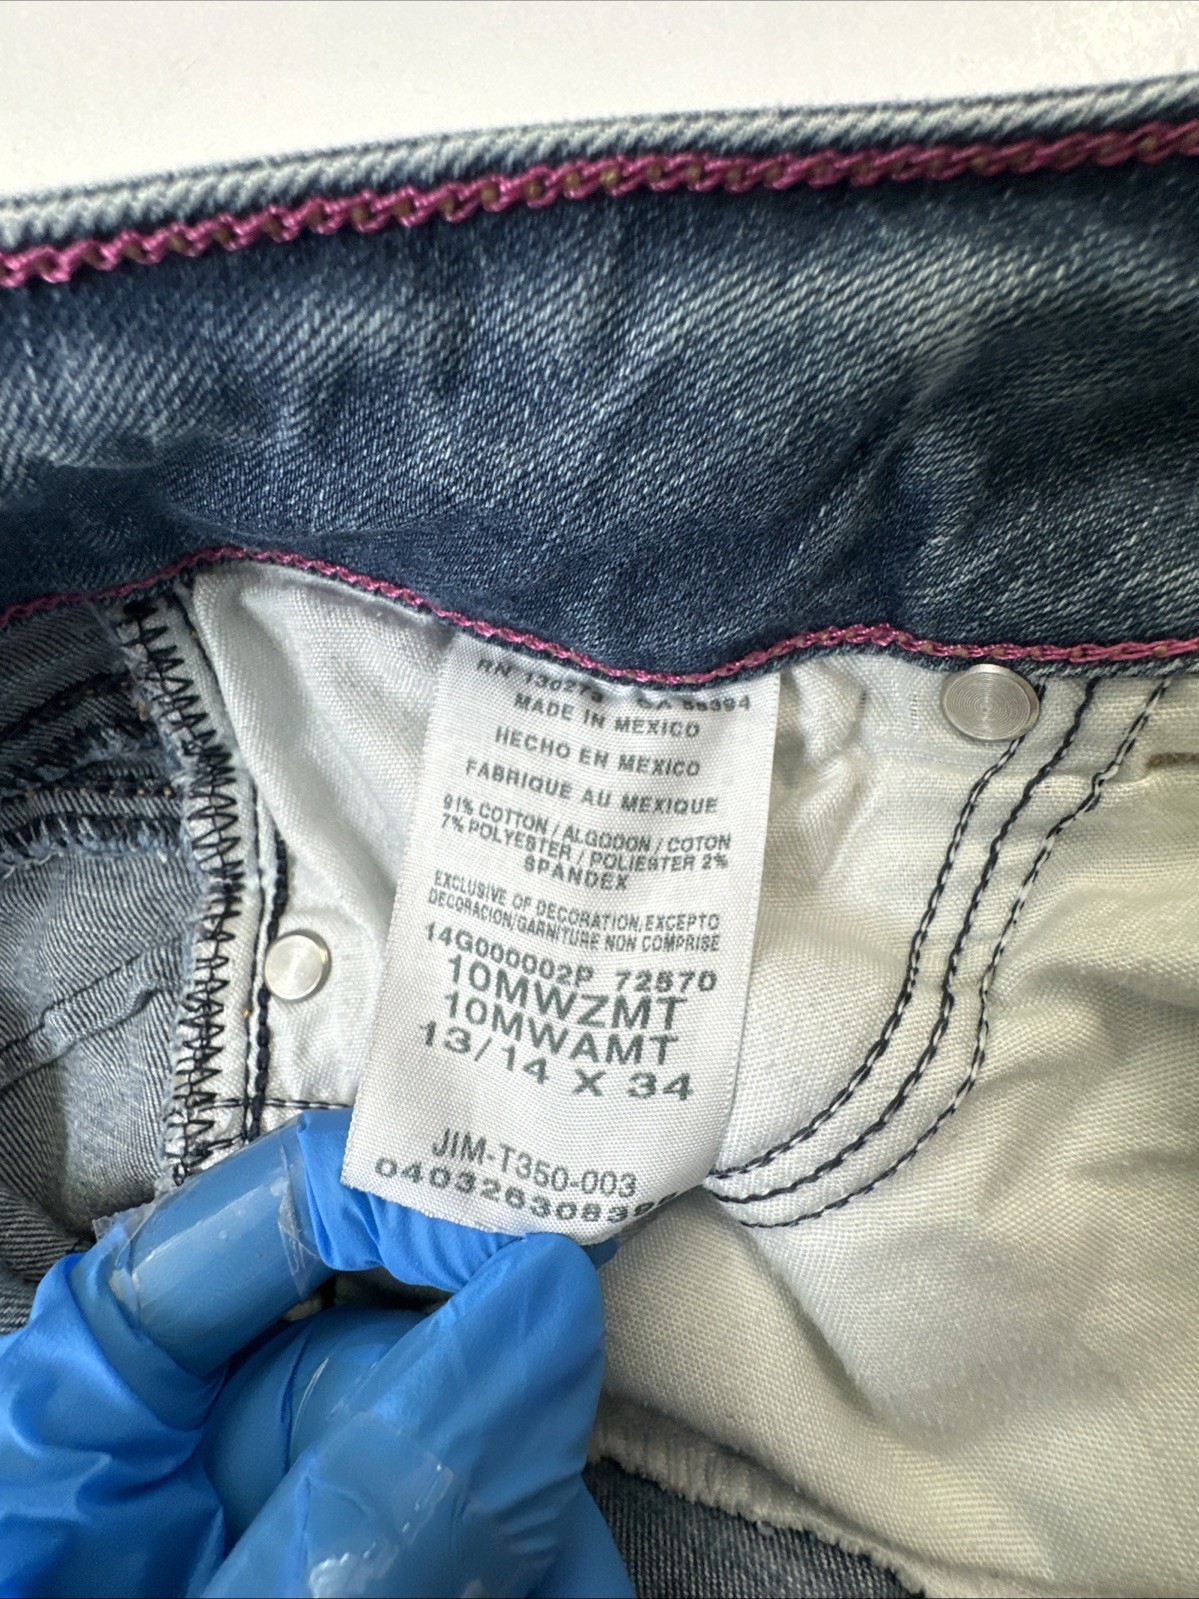 RN 130273 CA 56394
MADE IN MEXICO
HECHO EN MEXICO
FABRIQUE AU MEXIQUE
91% COTTON / ALGODON / COTON
7% POLYESTER / POLIESTER 2%
SPANDEX
EXCLUSIVE OF DECORATION, EXCEPTO
DECORACION/GARNITURE NON COMPRISE
14G000002P 72570
10MWZMT
10MWAMT
13/14 X 34
JIM-T350-003